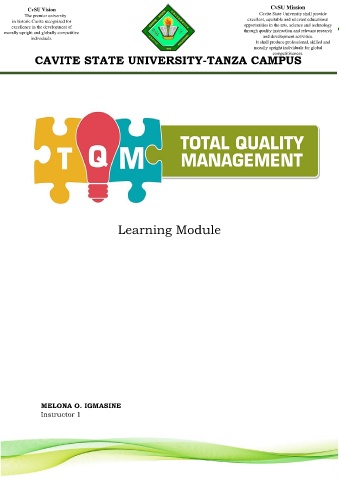 CvSU Vision
The premier university
in historic Cavite recognized for
excellence in the development of
morally upright and globally competitive
individuals.
CvSU Mission
Cavite State University shall provide
excellent, equitable and relevant educational
opportunities in the arts, science and technology
through quality instruction and relevant research
and development activities.
It shall produce professional, skilled and
morally upright individuals for global
competitiveness.
CAVITE STATE UNIVERSITY-TANZA CAMPUS
TQM
TOTAL QUALITY
MANAGEMENT
Learning Module
MELONA O. IGMASINE
Instructor 1